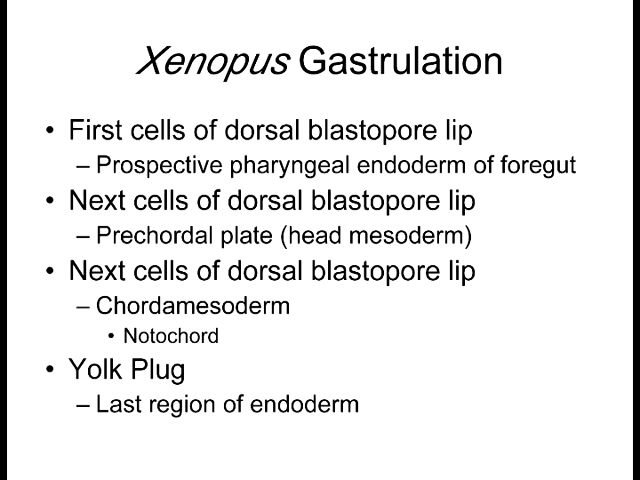 Xenopus Gastrulation
• First cells of dorsal blastopore lip
– Prospective pharyngeal endoderm of foregut
• Next cells of dorsal blastopore lip
– Prechordal plate (head mesoderm)
• Next cells of dorsal blastopore lip
– Chordamesoderm
• Notochord
• Yolk Plug
– Last region of endoderm